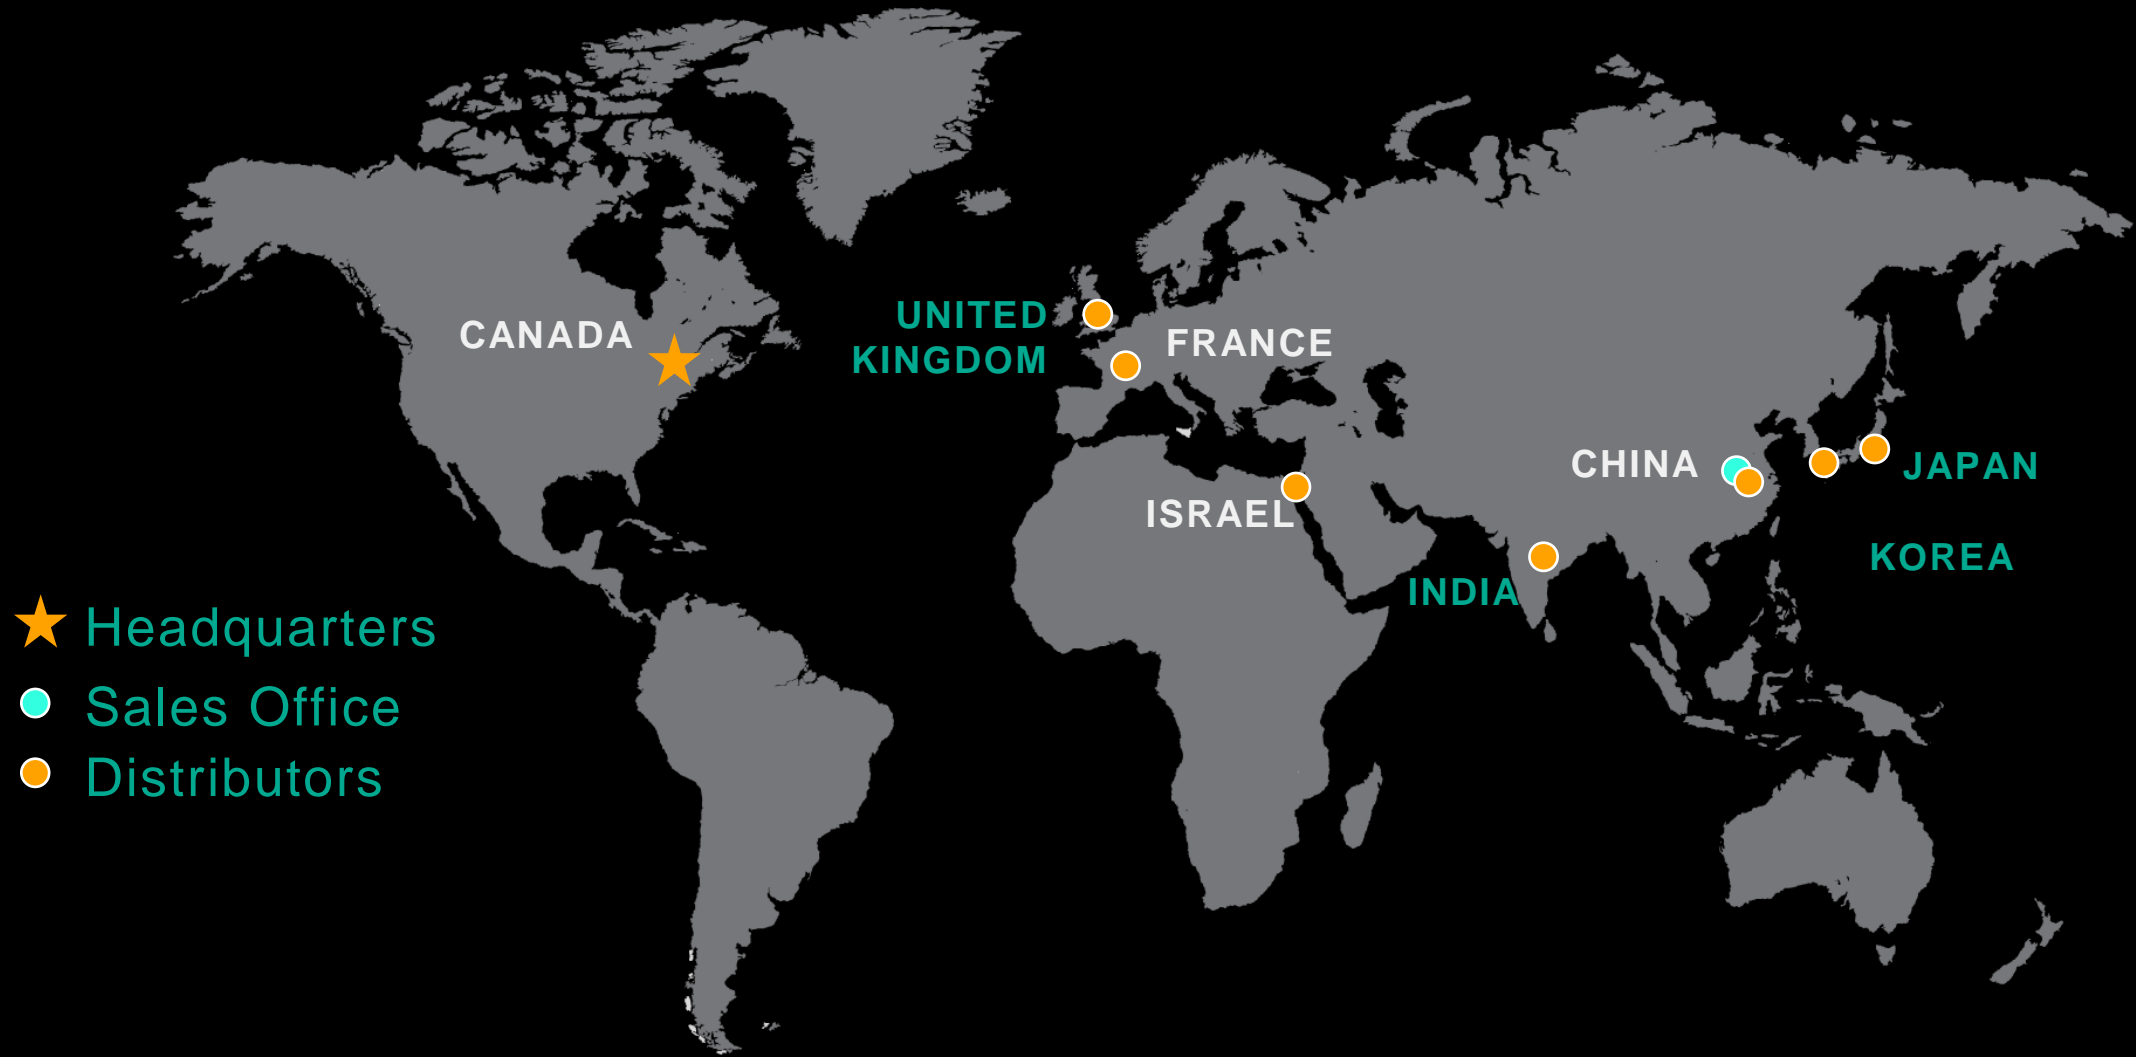 UNITED
KINGDOM
FRANCE
CANADA
CHINA
JAPAN
ISRAEL
KOREA
INDIA
Headquarters
Sales Office
Distributors